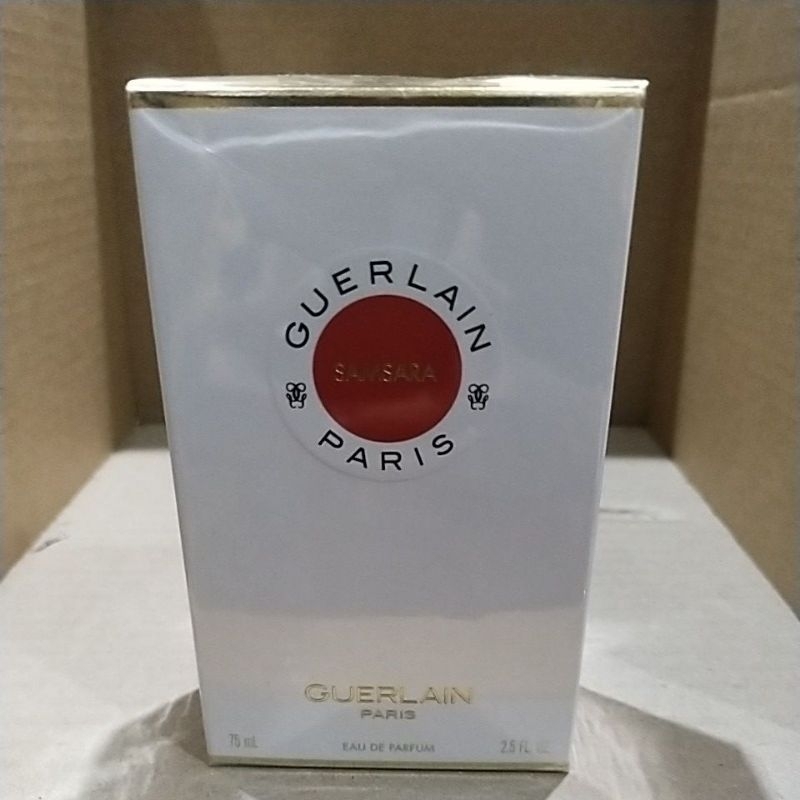 GUERLAIN
SAMSARA
PARIS
GUERLAIN
PARIS
75 mL EAU DE PARFUM 2.5 FL. OZ